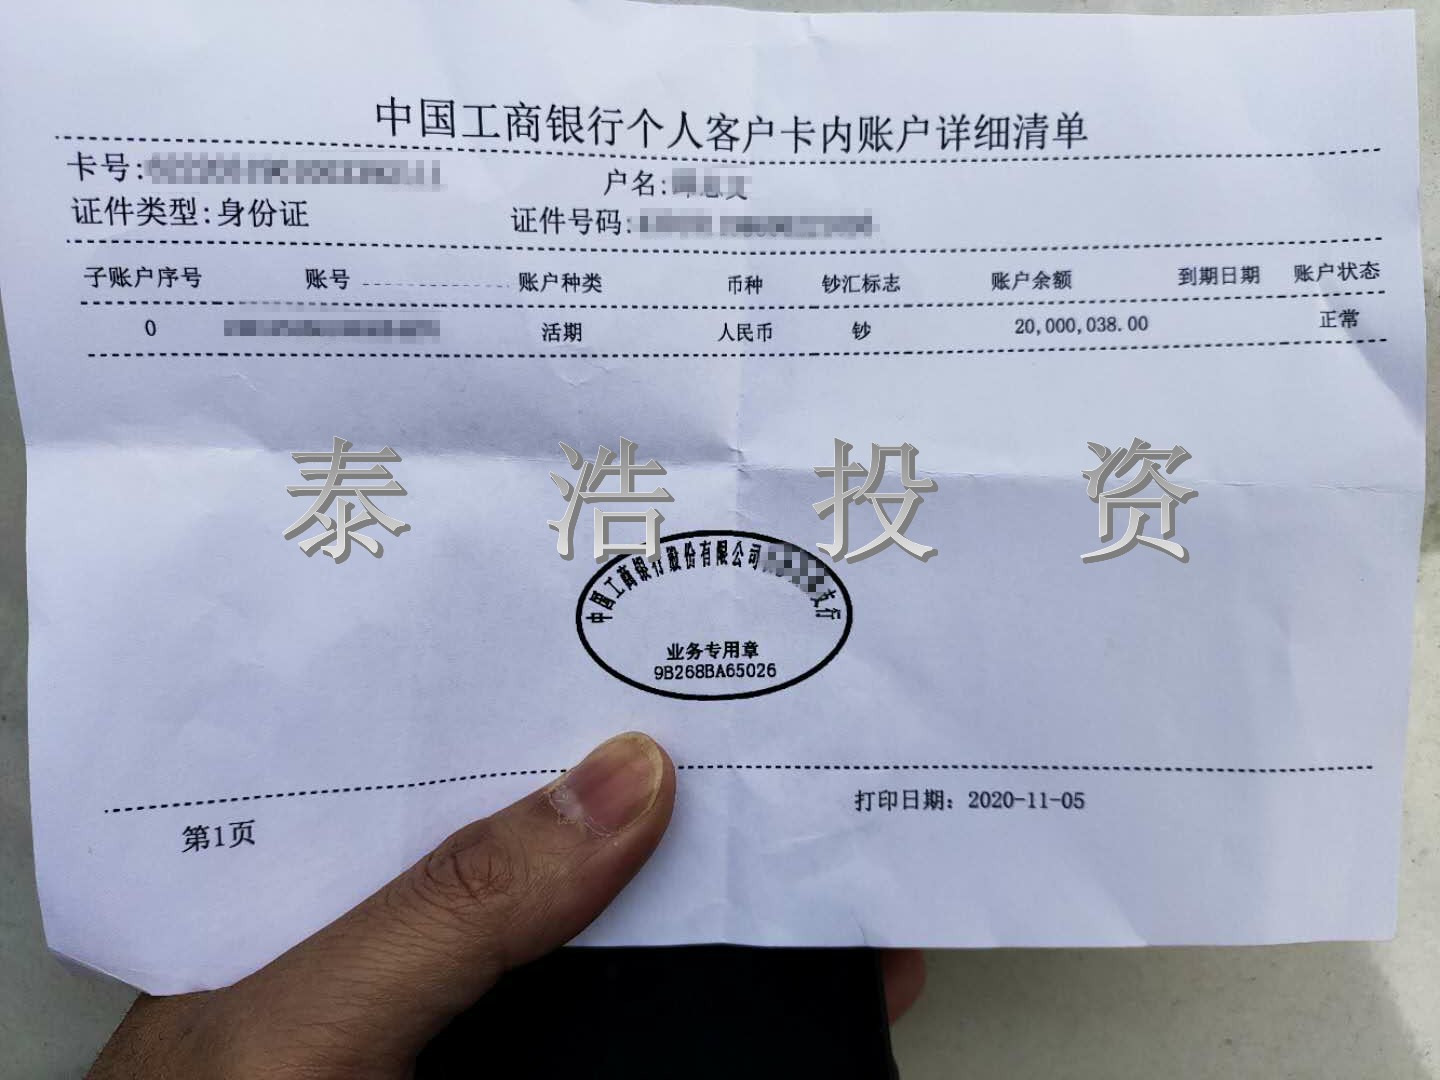 中国工商银行个人客户卡内账户详细清单
卡号: 户名:
证件类型:身份证 证件号码:
子账户序号 账号 账户种类 币种 钞汇标志 账户余额 到期日期 账户状态
0 活期 人民币 钞 20,000,038.00 正常
泰浩投资
中国工商银行股份有限公司 支行
业务专用章
9B268BA65026
打印日期: 2020-11-05
第1页